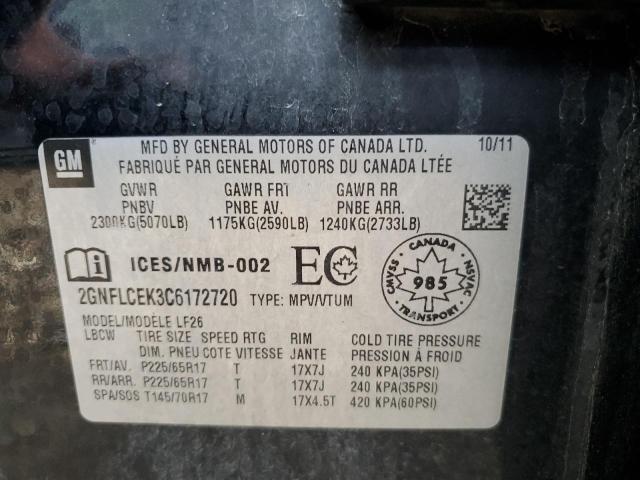 GM
MFD BY GENERAL MOTORS OF CANADA LTD. 10/11
FABRIQUÉ PAR GENERAL MOTORS DU CANADA LTÉE
GVWR GAWR FRT GAWR RR
PNBV PNBE AV. PNBE ARR.
2300KG(5070LB) 1175KG(2590LB) 1240KG(2733LB)
ICES/NMB-002 EC
CANADA
CMVSS 985 NSVAC
TRANSPORT
2GNFLCEK3C6172720 TYPE: MPV/VTUM
MODEL/MODÈLE LF26
LBCW TIRE SIZE SPEED RTG RIM COLD TIRE PRESSURE
DIM. PNEU COTE VITESSE JANTE PRESSION À FROID
FRT/AV. P225/65R17 T 17X7J 240 KPA(35PSI)
RR/ARR. P225/65R17 T 17X7J 240 KPA(35PSI)
SPA/SOS T145/70R17 M 17X4.5T 420 KPA(60PSI)